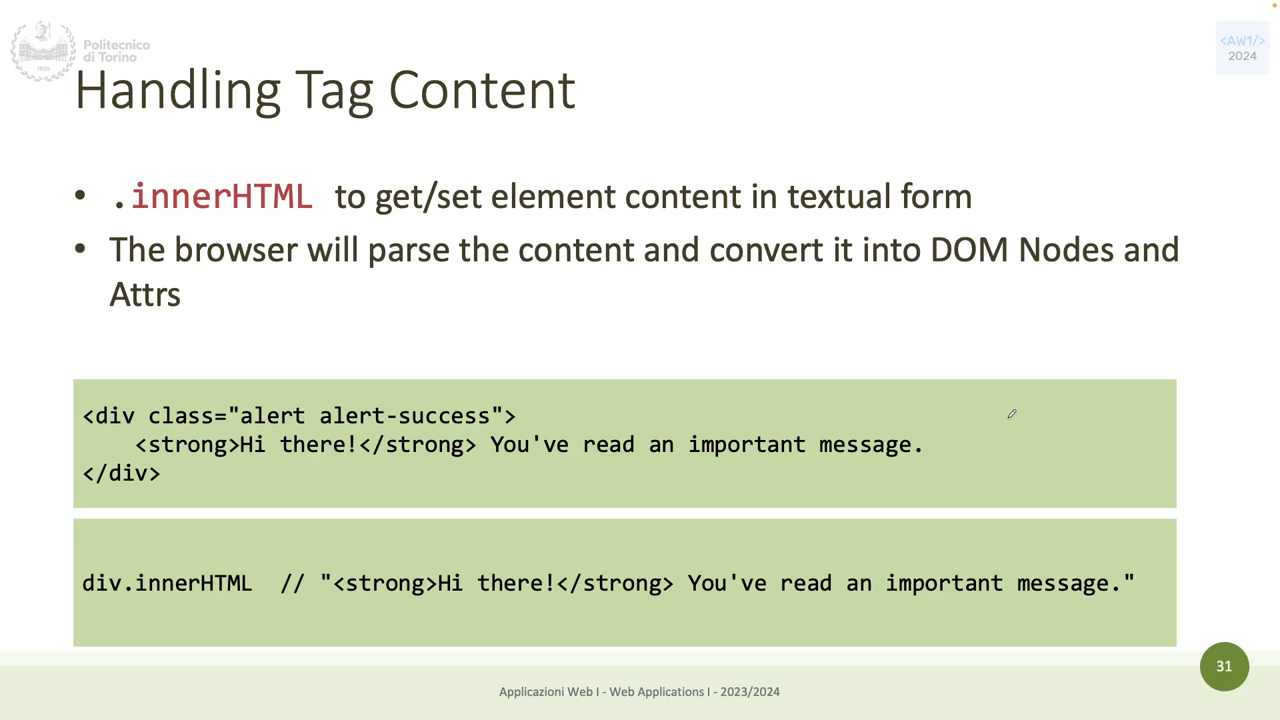 Politecnico
di Torino
1859
<AW1/>
2024
Handling Tag Content
• .innerHTML to get/set element content in textual form
• The browser will parse the content and convert it into DOM Nodes and
Attrs
<div class="alert alert-success">
<strong>Hi there!</strong> You've read an important message.
</div>
div.innerHTML // "<strong>Hi there!</strong> You've read an important message."
31
Applicazioni Web I - Web Applications I - 2023/2024